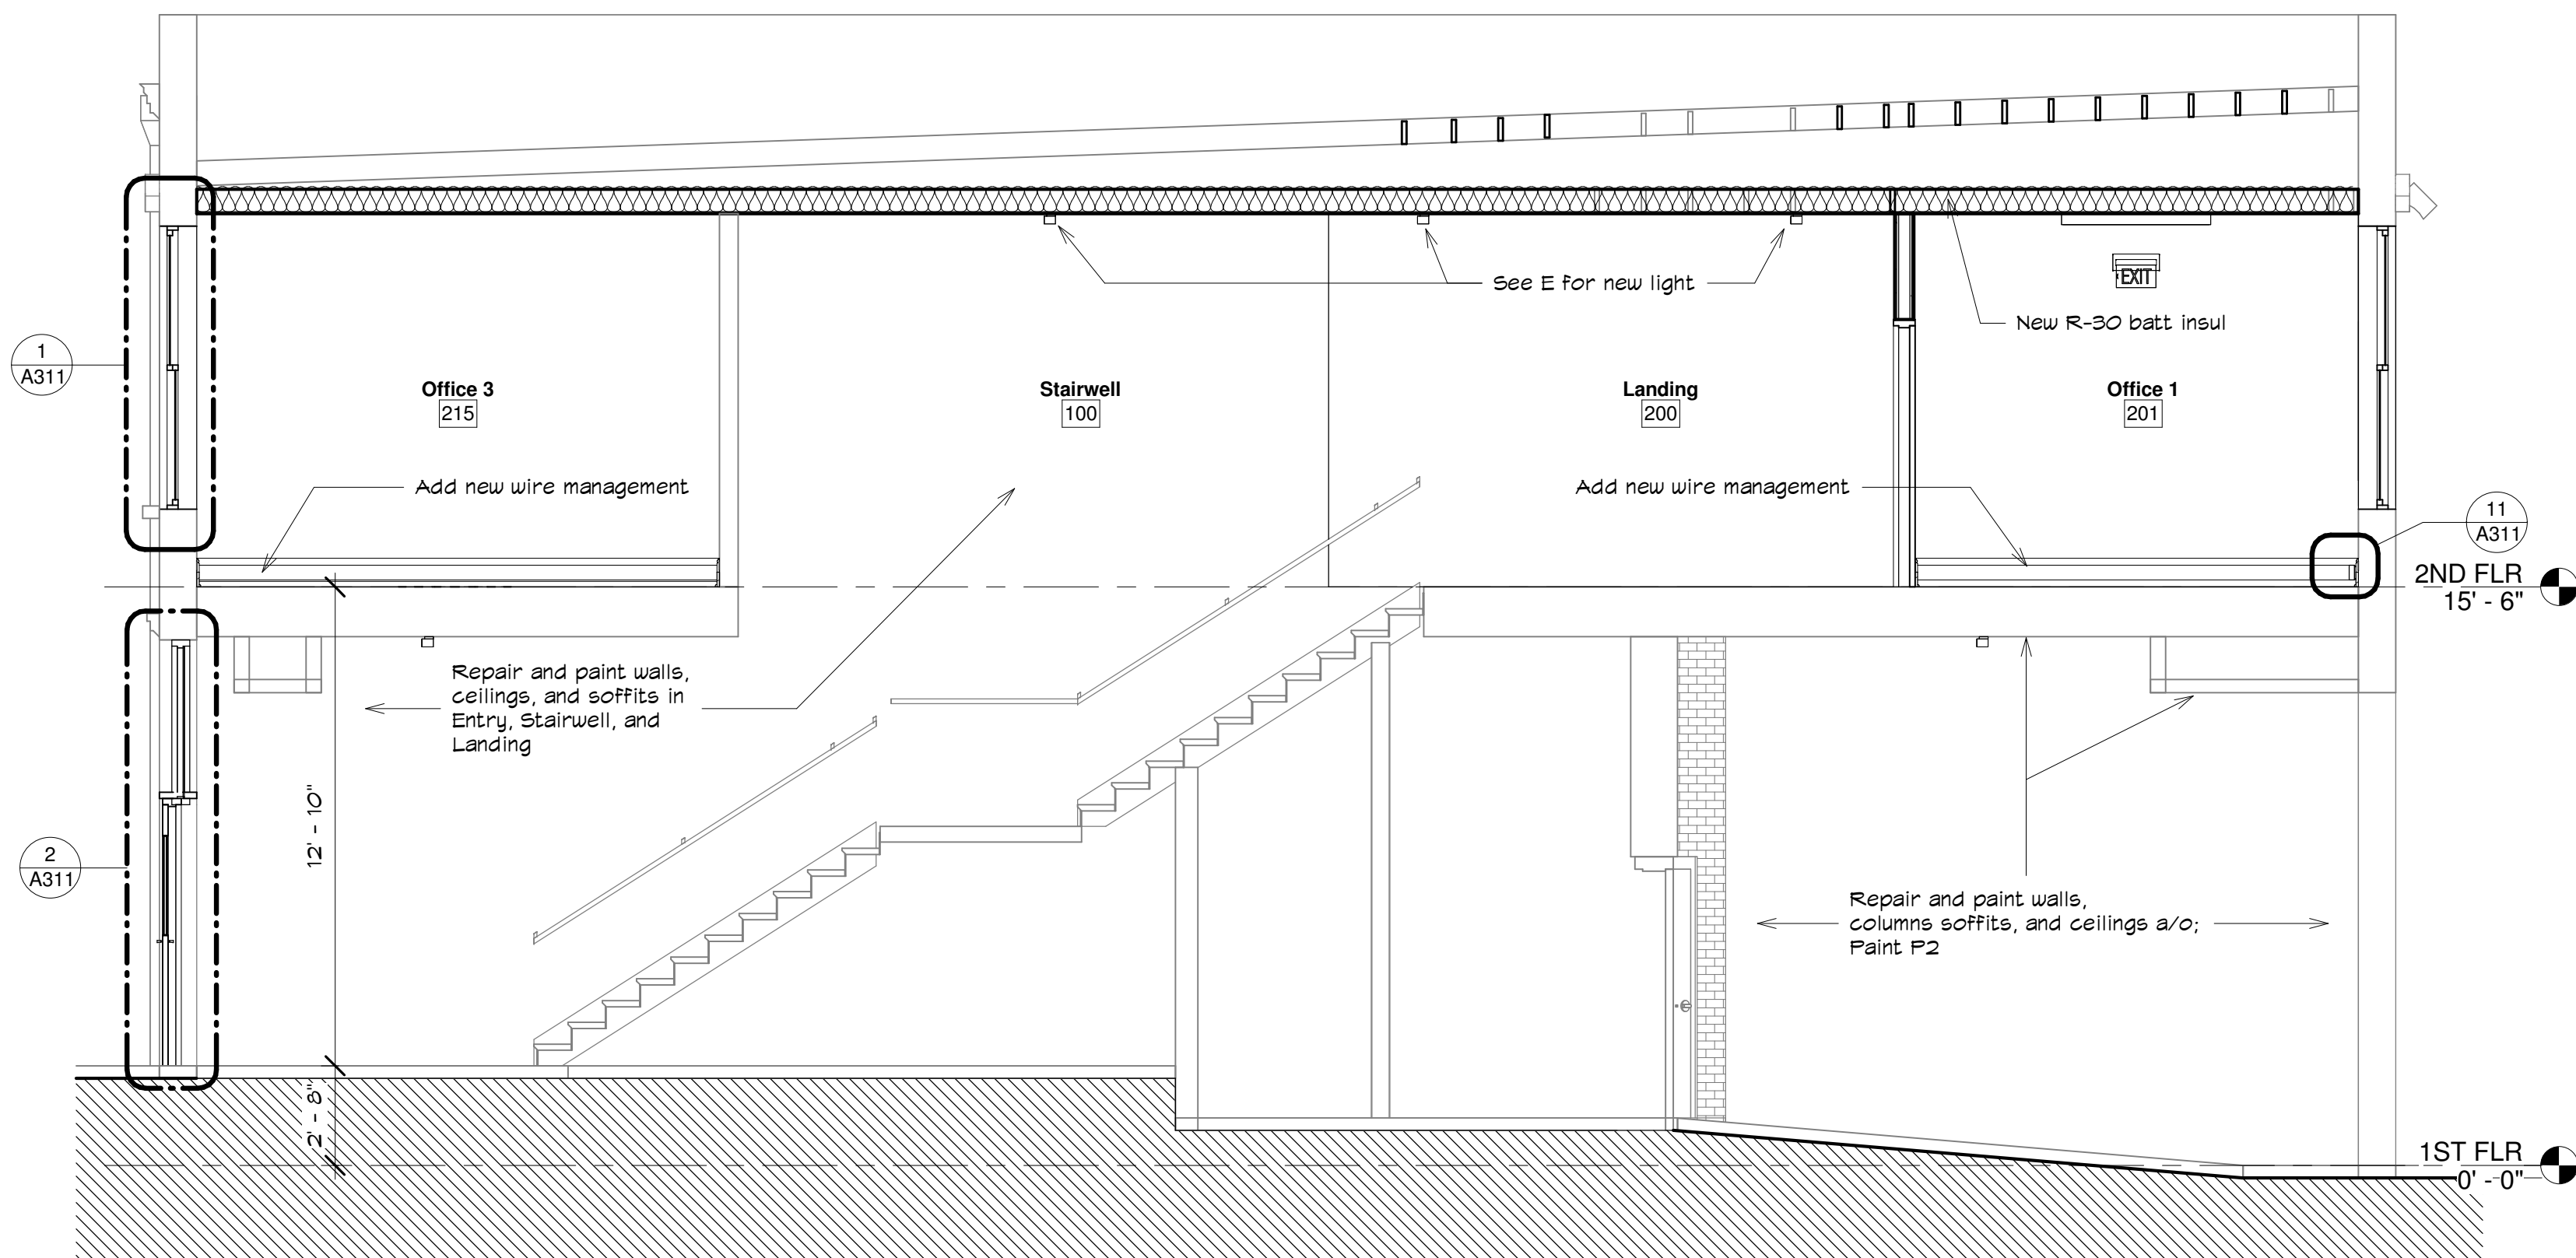 See E for new light
EXIT
New R-30 batt insul
1
A311
Office 3
215
Stairwell
100
Landing
200
Office 1
201
Add new wire management
Add new wire management
11
A311
2ND FLR
15' - 6"
Repair and paint walls,
ceilings, and soffits in
Entry, Stairwell, and
Landing
12' - 10"
2
A311
Repair and paint walls,
columns soffits, and ceilings a/o;
Paint P2
2' - 8"
1ST FLR
0' - 0"